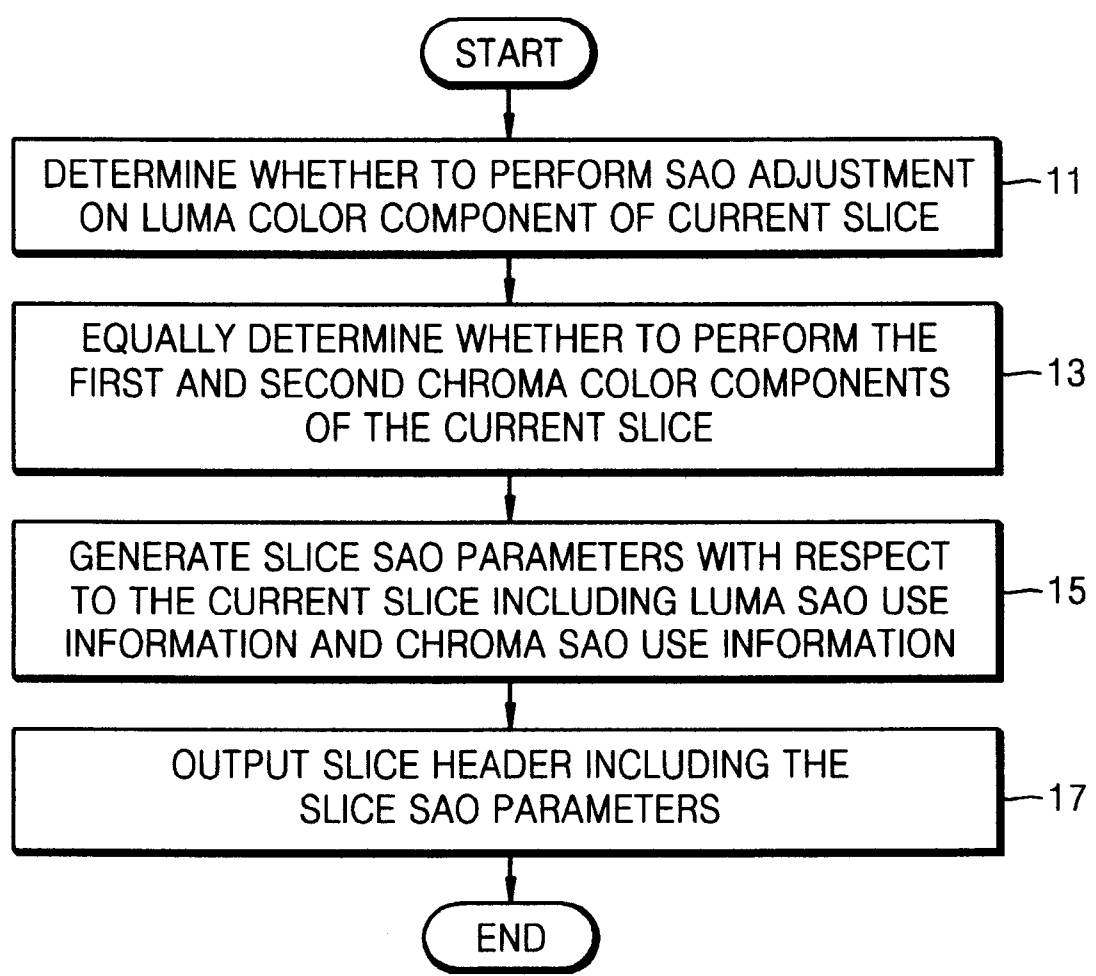 START
DETERMINE WHETHER TO PERFORM SAO ADJUSTMENT
ON LUMA COLOR COMPONENT OF CURRENT SLICE
11
EQUALLY DETERMINE WHETHER TO PERFORM THE
FIRST AND SECOND CHROMA COLOR COMPONENTS
OF THE CURRENT SLICE
13
GENERATE SLICE SAO PARAMETERS WITH RESPECT
TO THE CURRENT SLICE INCLUDING LUMA SAO USE
INFORMATION AND CHROMA SAO USE INFORMATION
15
OUTPUT SLICE HEADER INCLUDING THE
SLICE SAO PARAMETERS
17
END